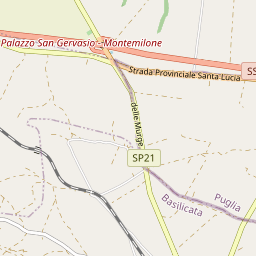 Palazzo San Gervasio - Montemilone
Strada Provinciale Santa Lucia
SS
delle Murge
SP21
Puglia
Basilicata